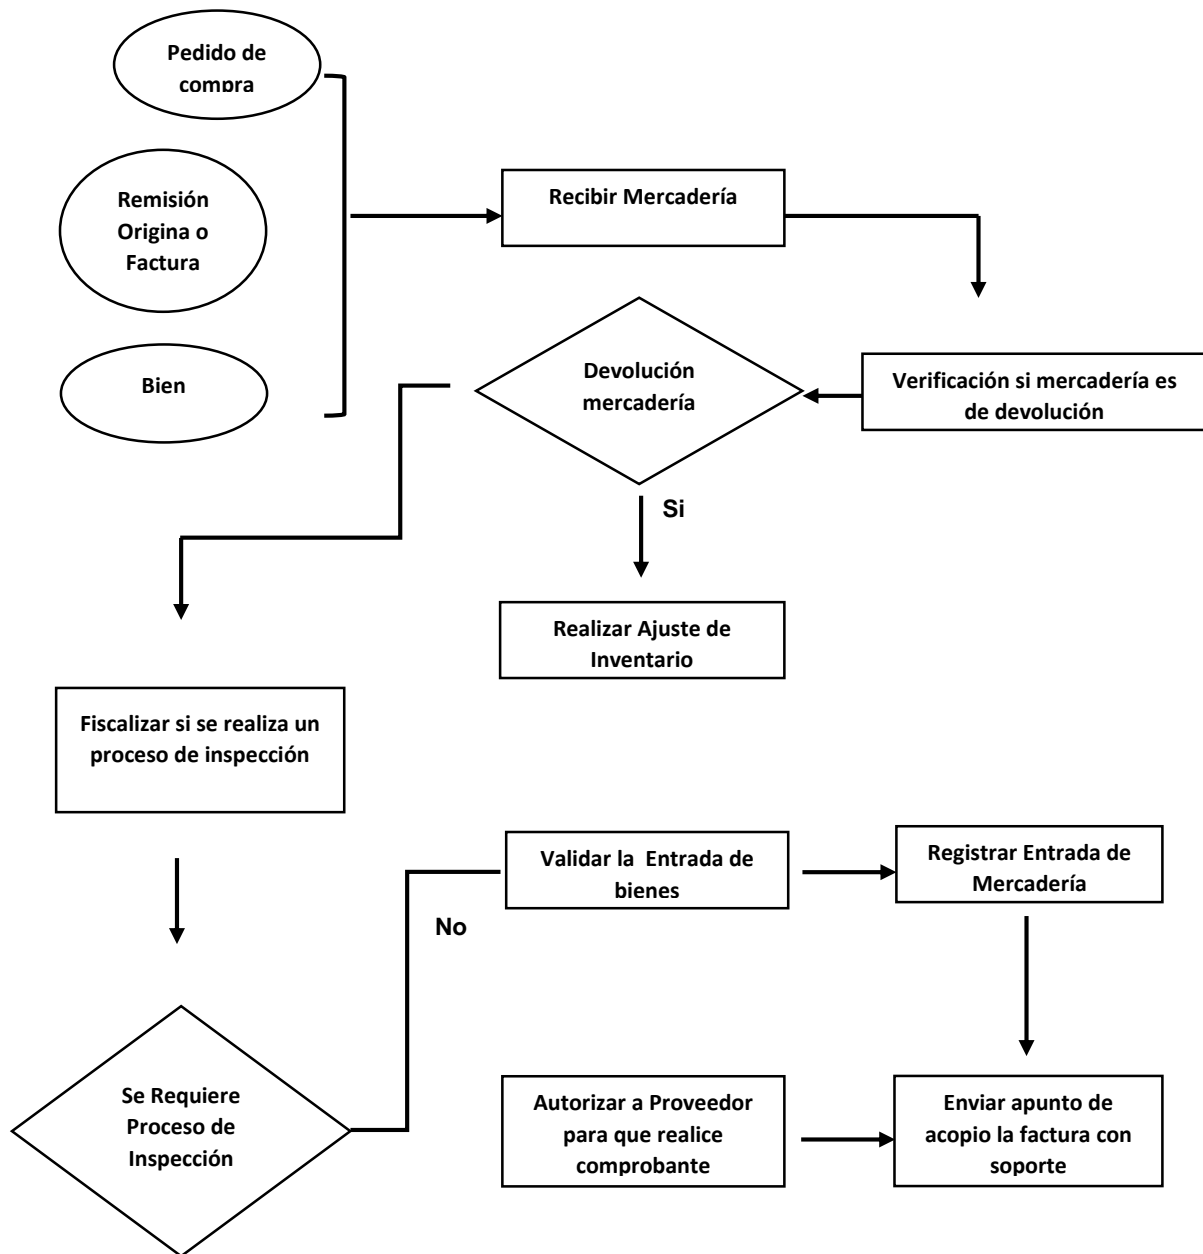 Pedido de
compra
Remisión
Origina o
Factura
Bien
Recibir Mercadería
Verificación si mercadería es
de devolución
Devolución
mercadería
Si
Realizar Ajuste de
Inventario
Fiscalizar si se realiza un
proceso de inspección
Se Requiere
Proceso de
Inspección
No
Validar la Entrada de
bienes
Registrar Entrada de
Mercadería
Autorizar a Proveedor
para que realice
comprobante
Enviar apunto de
acopio la factura con
soporte